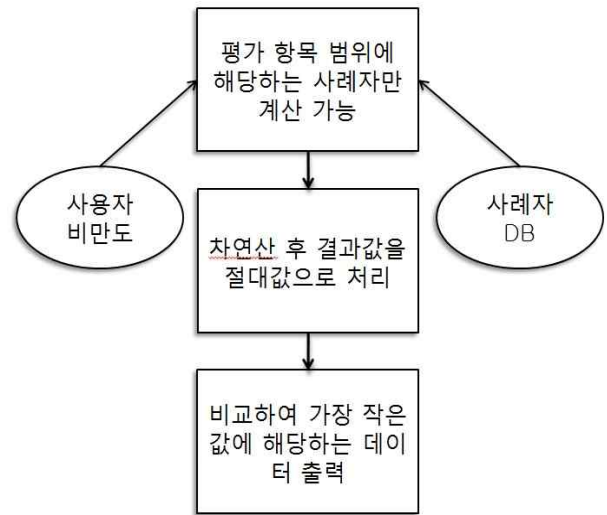 평가 항목 범위에
해당하는 사례자만
계산 가능
사용자
비만도
사례자
DB
차연산 후 결과값을
절대값으로 처리
비교하여 가장 작은
값에 해당하는 데이
터 출력